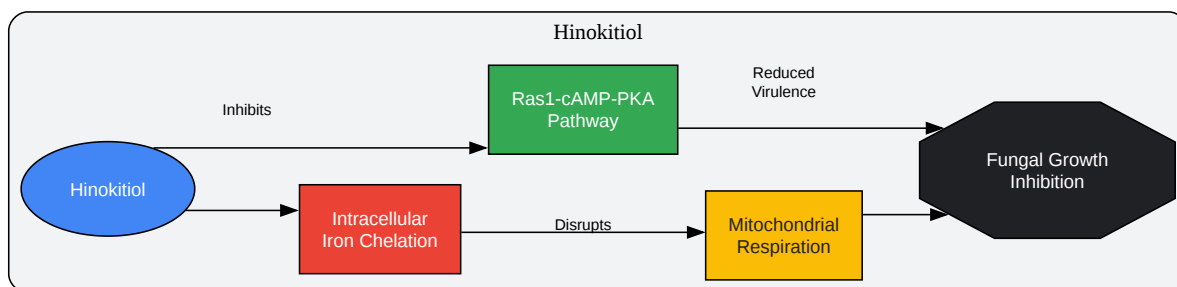 Hinokitiol
Reduced
Virulence
Inhibits
Ras1-cAMP-PKA
Pathway
Hinokitiol
Fungal Growth
Inhibition
Intracellular
Iron Chelation
Disrupts
Mitochondrial
Respiration